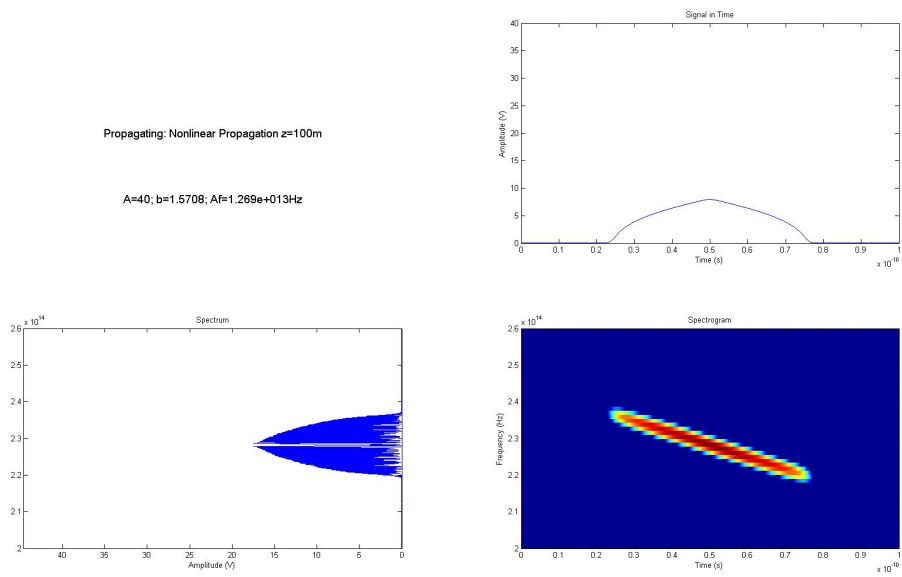 Propagating: Nonlinear Propagation z=100m
A=40; b=1.5708; Af=1.269e+013Hz
Signal in Time
40
35
30
25
20
15
10
5
0
Amplitude (V)
0 0.1 0.2 0.3 0.4 0.5 0.6 0.7 0.8 0.9 1
Time (s)
x 10^-10
Spectrum
x 10^14
2.6
2.5
2.4
2.3
2.2
2.1
2
40 35 30 25 20 15 10 5 0
Amplitude (V)
Spectrogram
x 10^14
2.6
2.5
2.4
2.3
2.2
2.1
2
Frequency (Hz)
0 0.1 0.2 0.3 0.4 0.5 0.6 0.7 0.8 0.9 1
Time (s)
x 10^-10